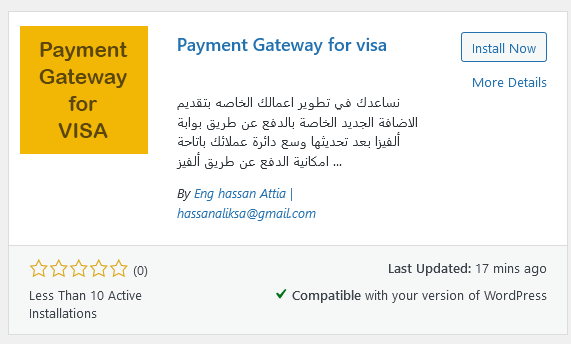 Payment
Gateway
for
VISA
Payment Gateway for visa
Install Now
More Details
نساعدك في تطوير اعمالك الخاصه بتقديم
الاضافة الجديد الخاصة بالدفع عن طريق بوابة
ألفيزا بعد تحديثها وسع دائرة عملائك باتاحة
امكانية الدفع عن طريق ألفيز ...
By Eng hassan Attia |
hassanaliksa@gmail.com
(0)
Less Than 10 Active
Installations
Last Updated: 17 mins ago
Compatible with your version of WordPress